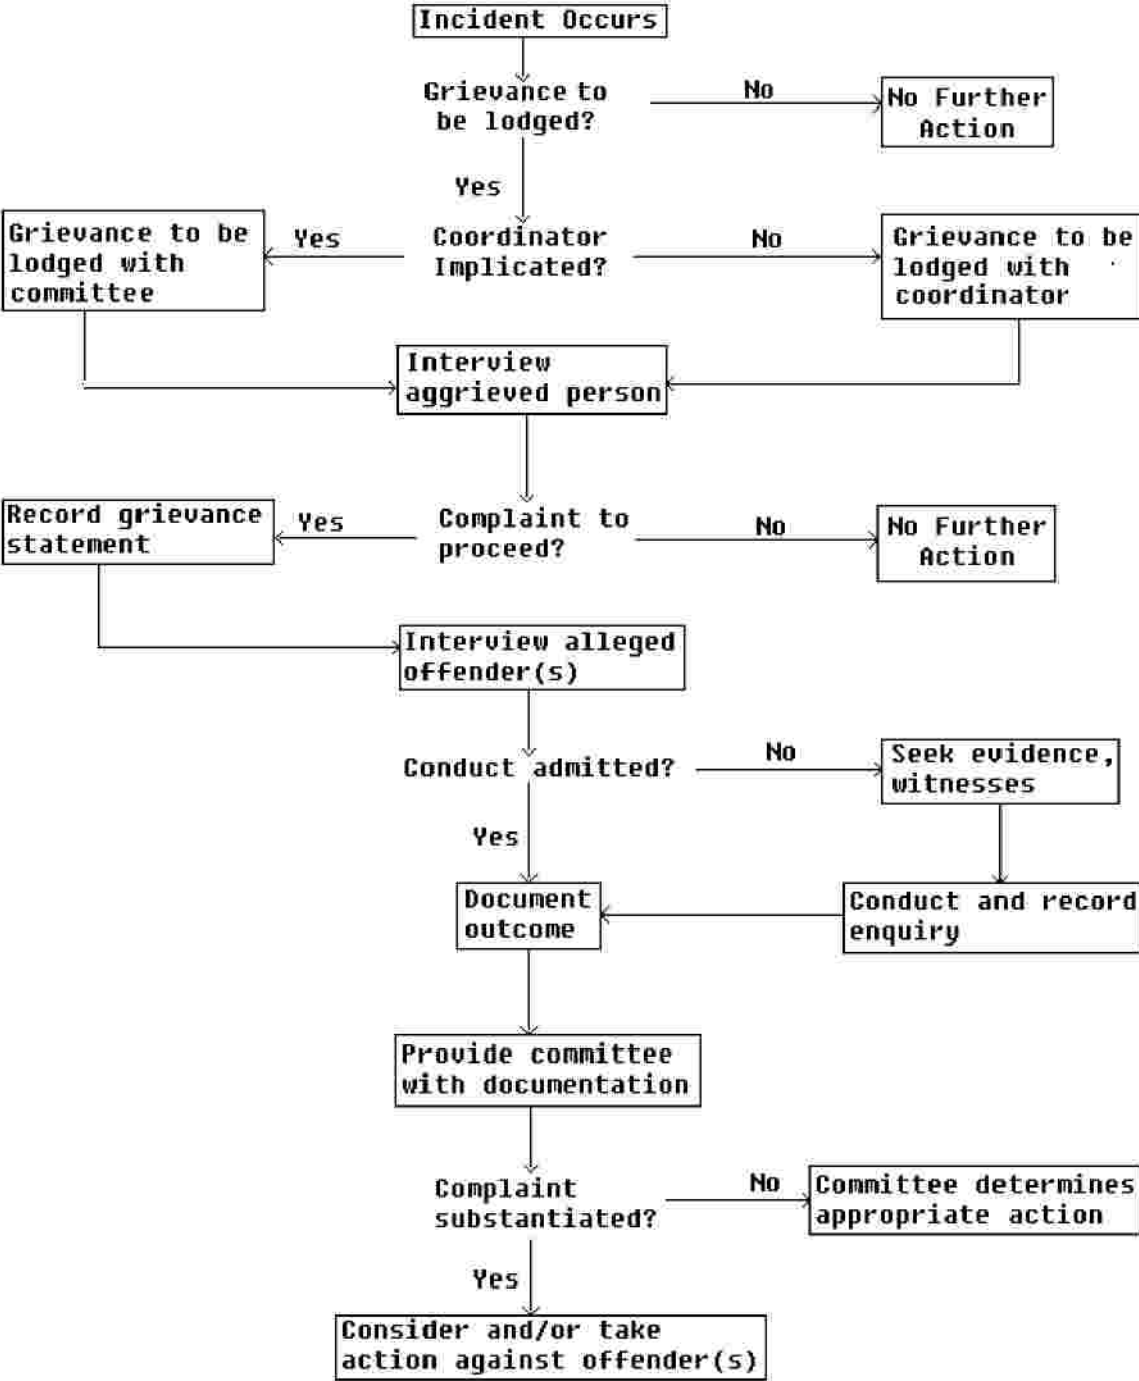 Incident Occurs
Grievance to
be lodged?
No
No Further
Action
Yes
Grievance to be
lodged with
committee
Yes
Coordinator
Implicated?
No
Grievance to be
lodged with
coordinator
Interview
aggrieved person
Record grievance
statement
Yes
Complaint to
proceed?
No
No Further
Action
Interview alleged
offender(s)
Conduct admitted?
No
Seek evidence,
witnesses
Yes
Document
outcome
Conduct and record
enquiry
Provide committee
with documentation
Complaint
substantiated?
No
Committee determines
appropriate action
Yes
Consider and/or take
action against offender(s)